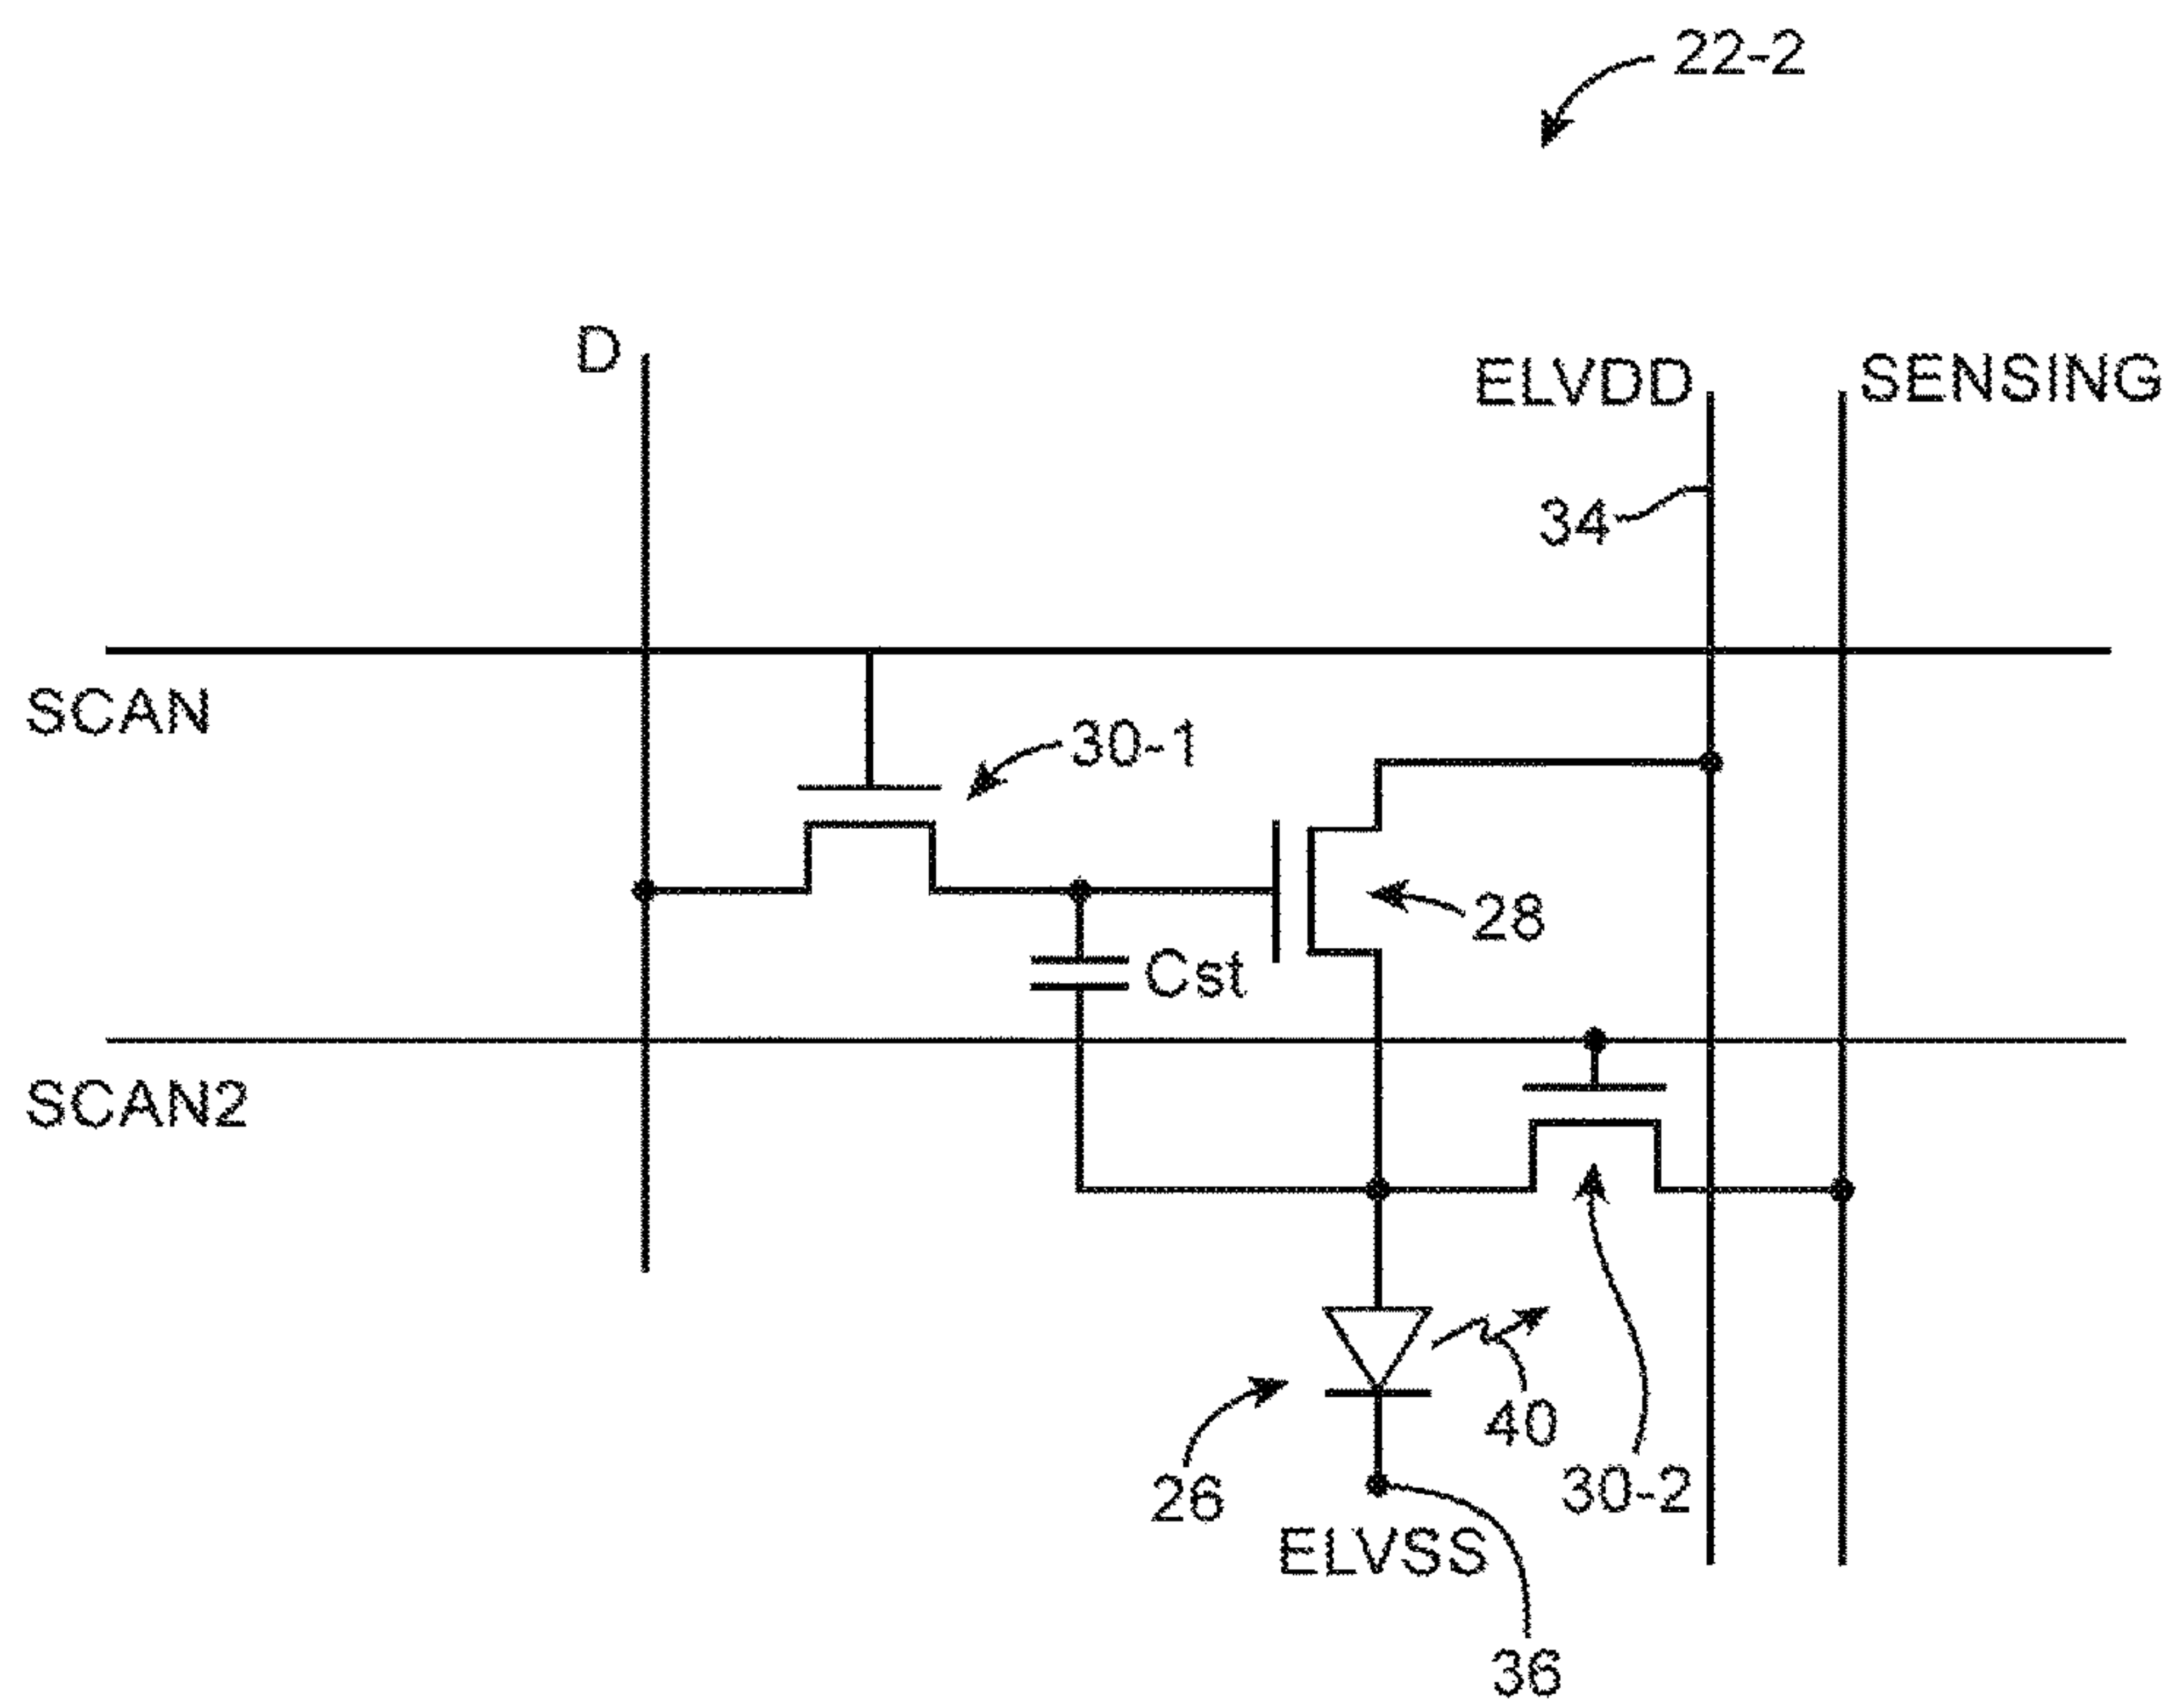 22-2
D
ELVDD
SENSING
34
SCAN
30-1
28
Cst
SCAN2
40
26
30-2
ELVSS
36